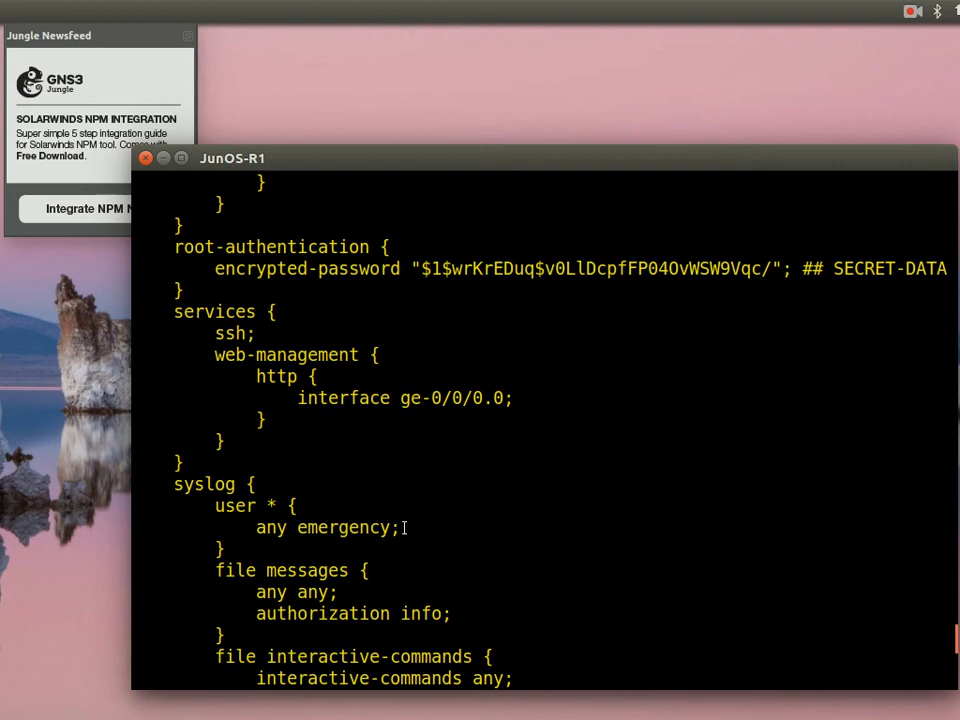 Jungle Newsfeed
GNS3
Jungle
SOLARWINDS NPM INTEGRATION
Super simple 5 step integration guide
for Solarwinds NPM tool. Comes with
Free Download.
Integrate NPM
JunOS-R1
}
}
}
root-authentication {
encrypted-password "$1$wrKrEDuq$v0LlDcpfFP04OvWSW9Vqc/"; ## SECRET-DATA
}
services {
ssh;
web-management {
http {
interface ge-0/0/0.0;
}
}
}
syslog {
user * {
any emergency;
}
file messages {
any any;
authorization info;
}
file interactive-commands {
interactive-commands any;